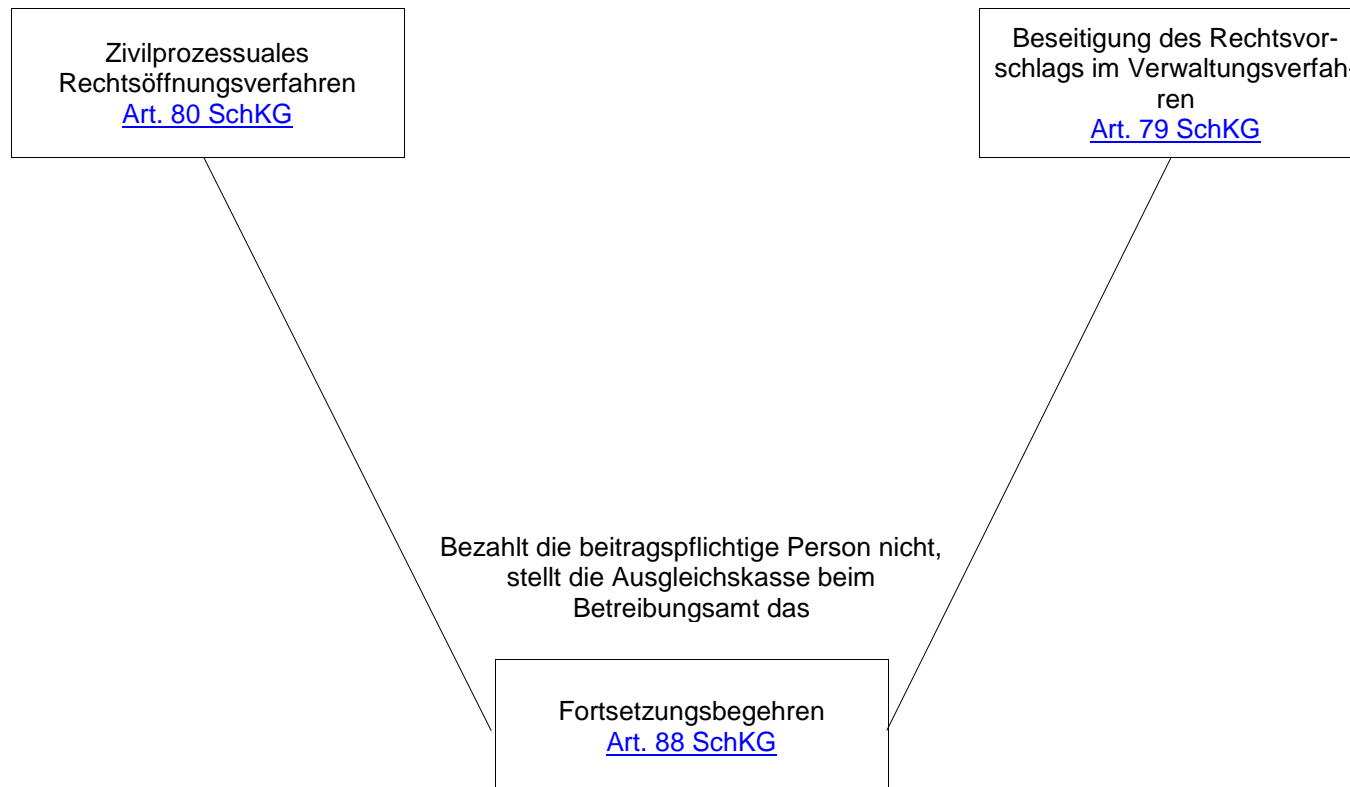 Zivilprozessuales
Rechtsöffnungsverfahren
Art. 80 SchKG
Beseitigung des Rechtsvor-
schlags im Verwaltungsverfah-
ren
Art. 79 SchKG
Bezahlt die beitragspflichtige Person nicht,
stellt die Ausgleichskasse beim
Betreibungsamt das
Fortsetzungsbegehren
Art. 88 SchKG